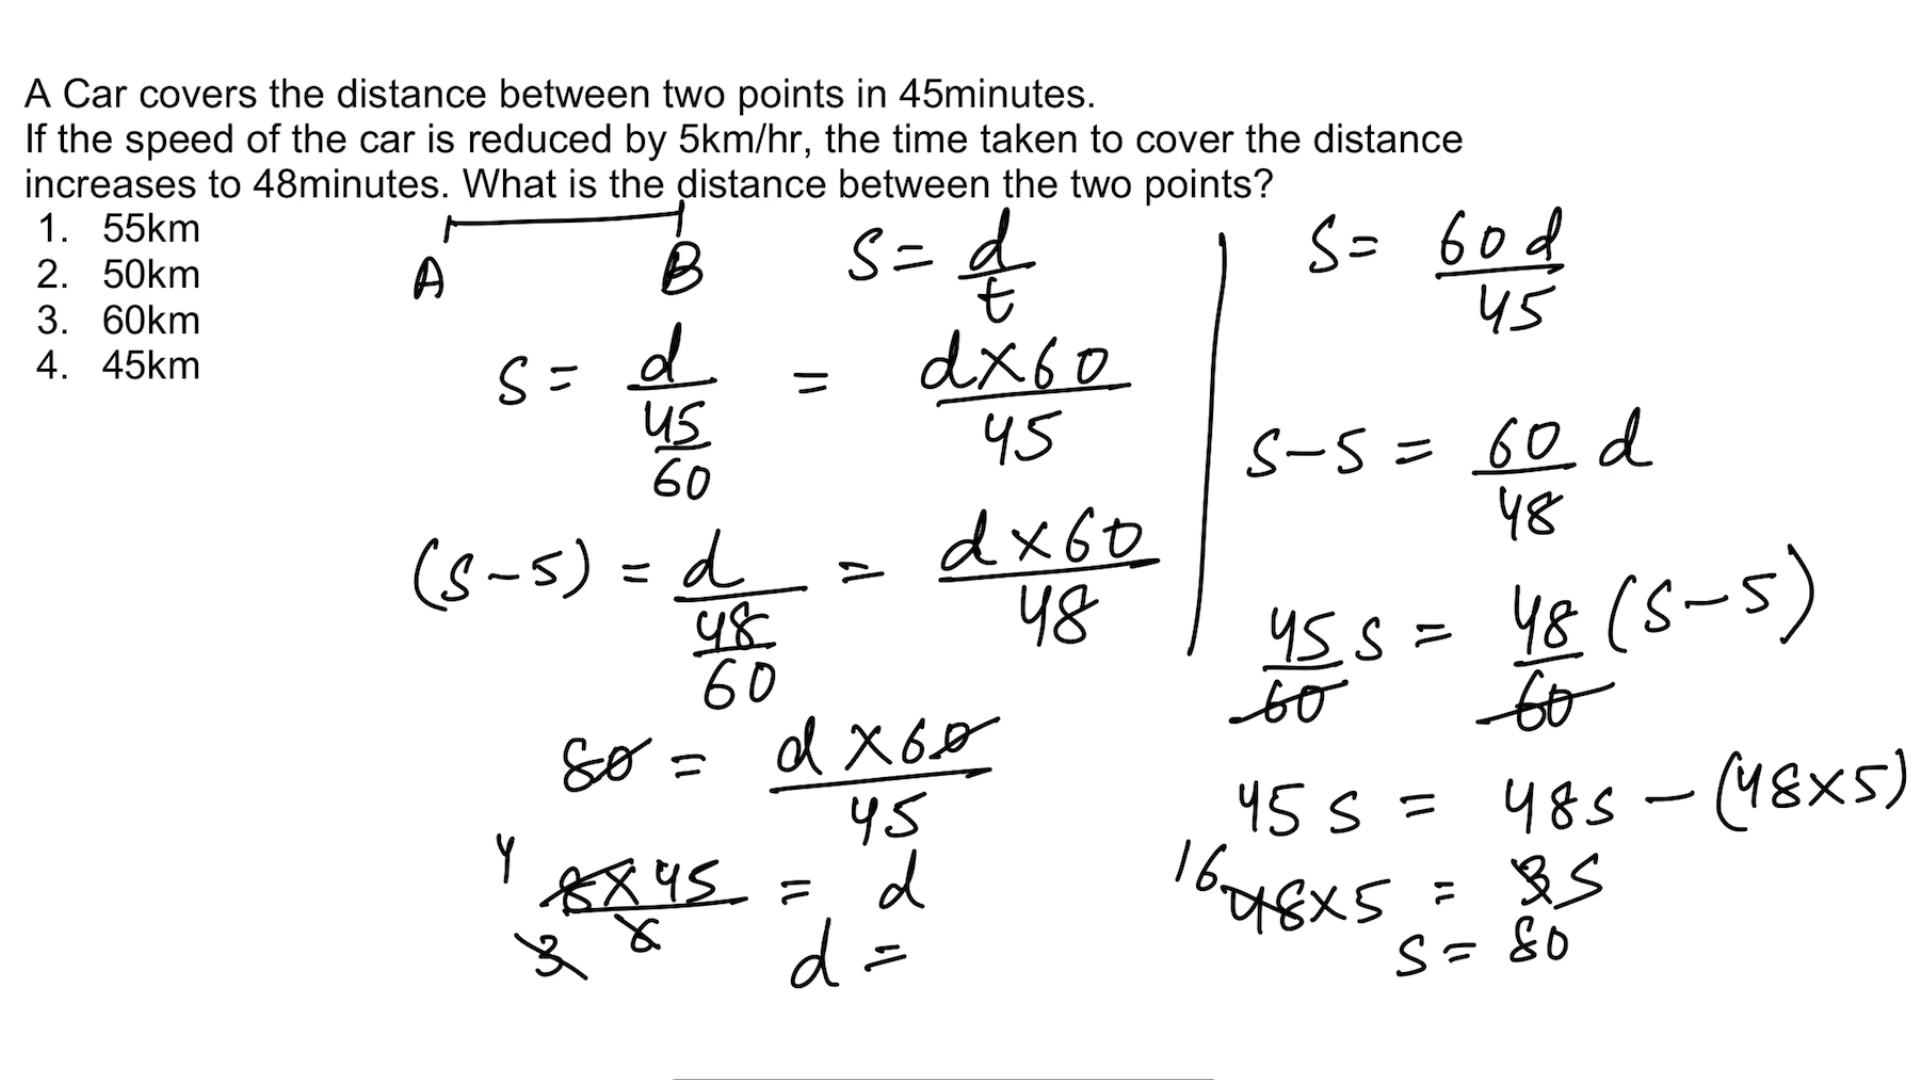 A Car covers the distance between two points in 45minutes.
If the speed of the car is reduced by 5km/hr, the time taken to cover the distance
increases to 48minutes. What is the distance between the two points?
1. 55km
2. 50km
3. 60km
4. 45km
A B
S = d/t
S = d/(45/60) = d×60/45
(S-5) = d/(48/60) = d×60/48
80 = d×60/45
4 8×45/6 = d
3
d =
S = 60d/45
S-5 = 60/48 d
45/60 S = 48/60 (S-5)
45S = 48S - (48×5)
16 48×5 = 3S
S = 80